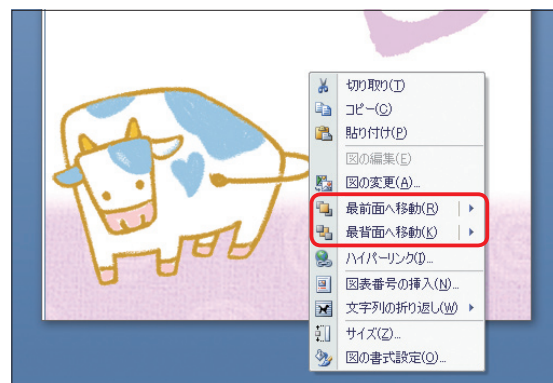 切り取り(T)
コピー(C)
貼り付け(P)
図の編集(E)
図の変更(A)...
最前面へ移動(R)
最背面へ移動(K)
ハイパーリンク(I)...
図表番号の挿入(N)...
文字列の折り返し(W)
サイズ(Z)...
図の書式設定(O)...